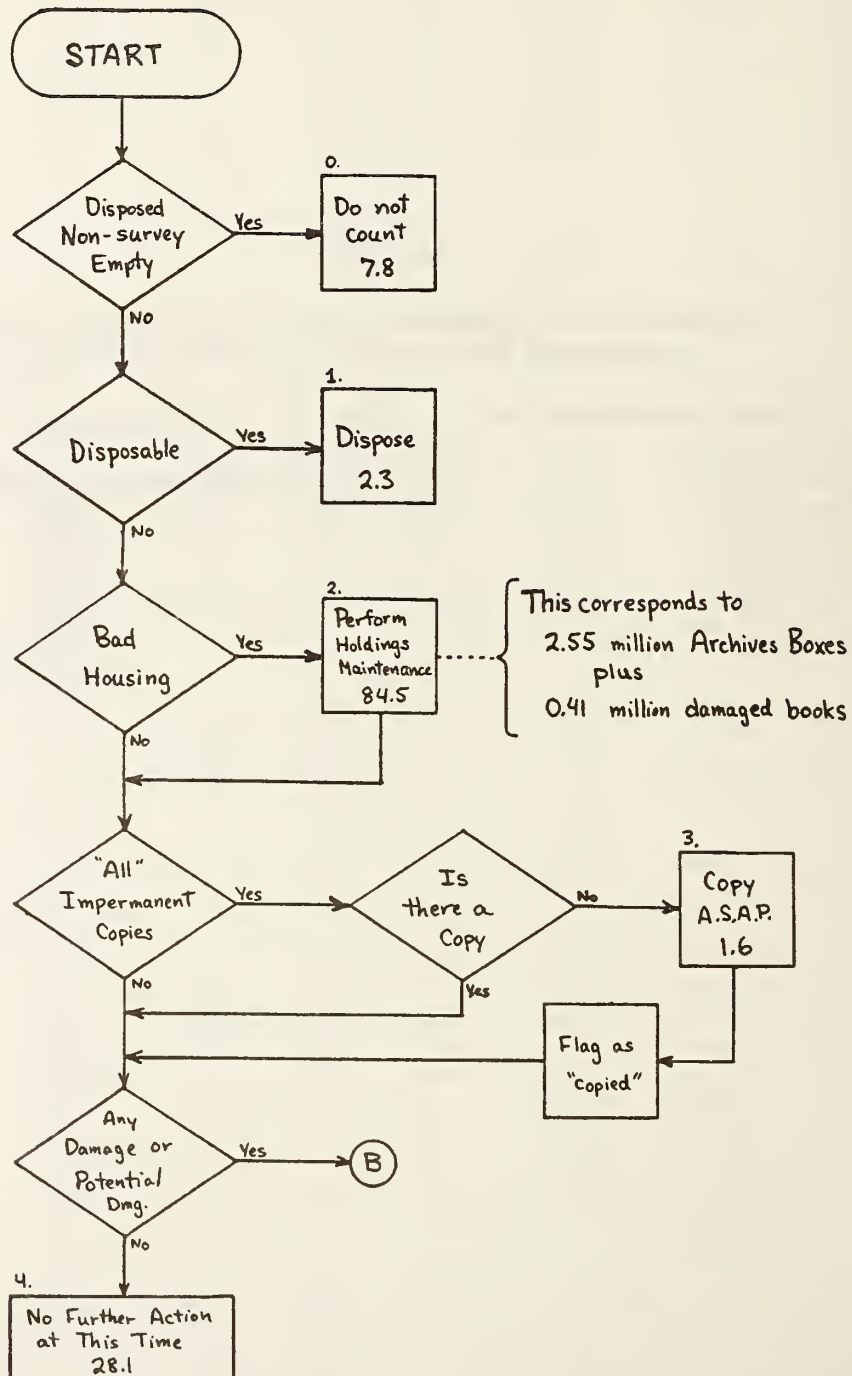 START
Disposed
Non-survey
Empty
Yes
No
0.
Do not
count
7.8
Disposable
Yes
No
1.
Dispose
2.3
Bad
Housing
Yes
No
2.
Perform
Holdings
Maintenance
84.5
This corresponds to
2.55 million Archives Boxes
plus
0.41 million damaged books
"All"
Impermanent
Copies
Yes
No
Is
there a
Copy
No
Yes
3.
Copy
A.S.A.P.
1.6
Flag as
"copied"
Any
Damage or
Potential
Dmg.
Yes
No
B
4.
No Further Action
at This Time
28.1